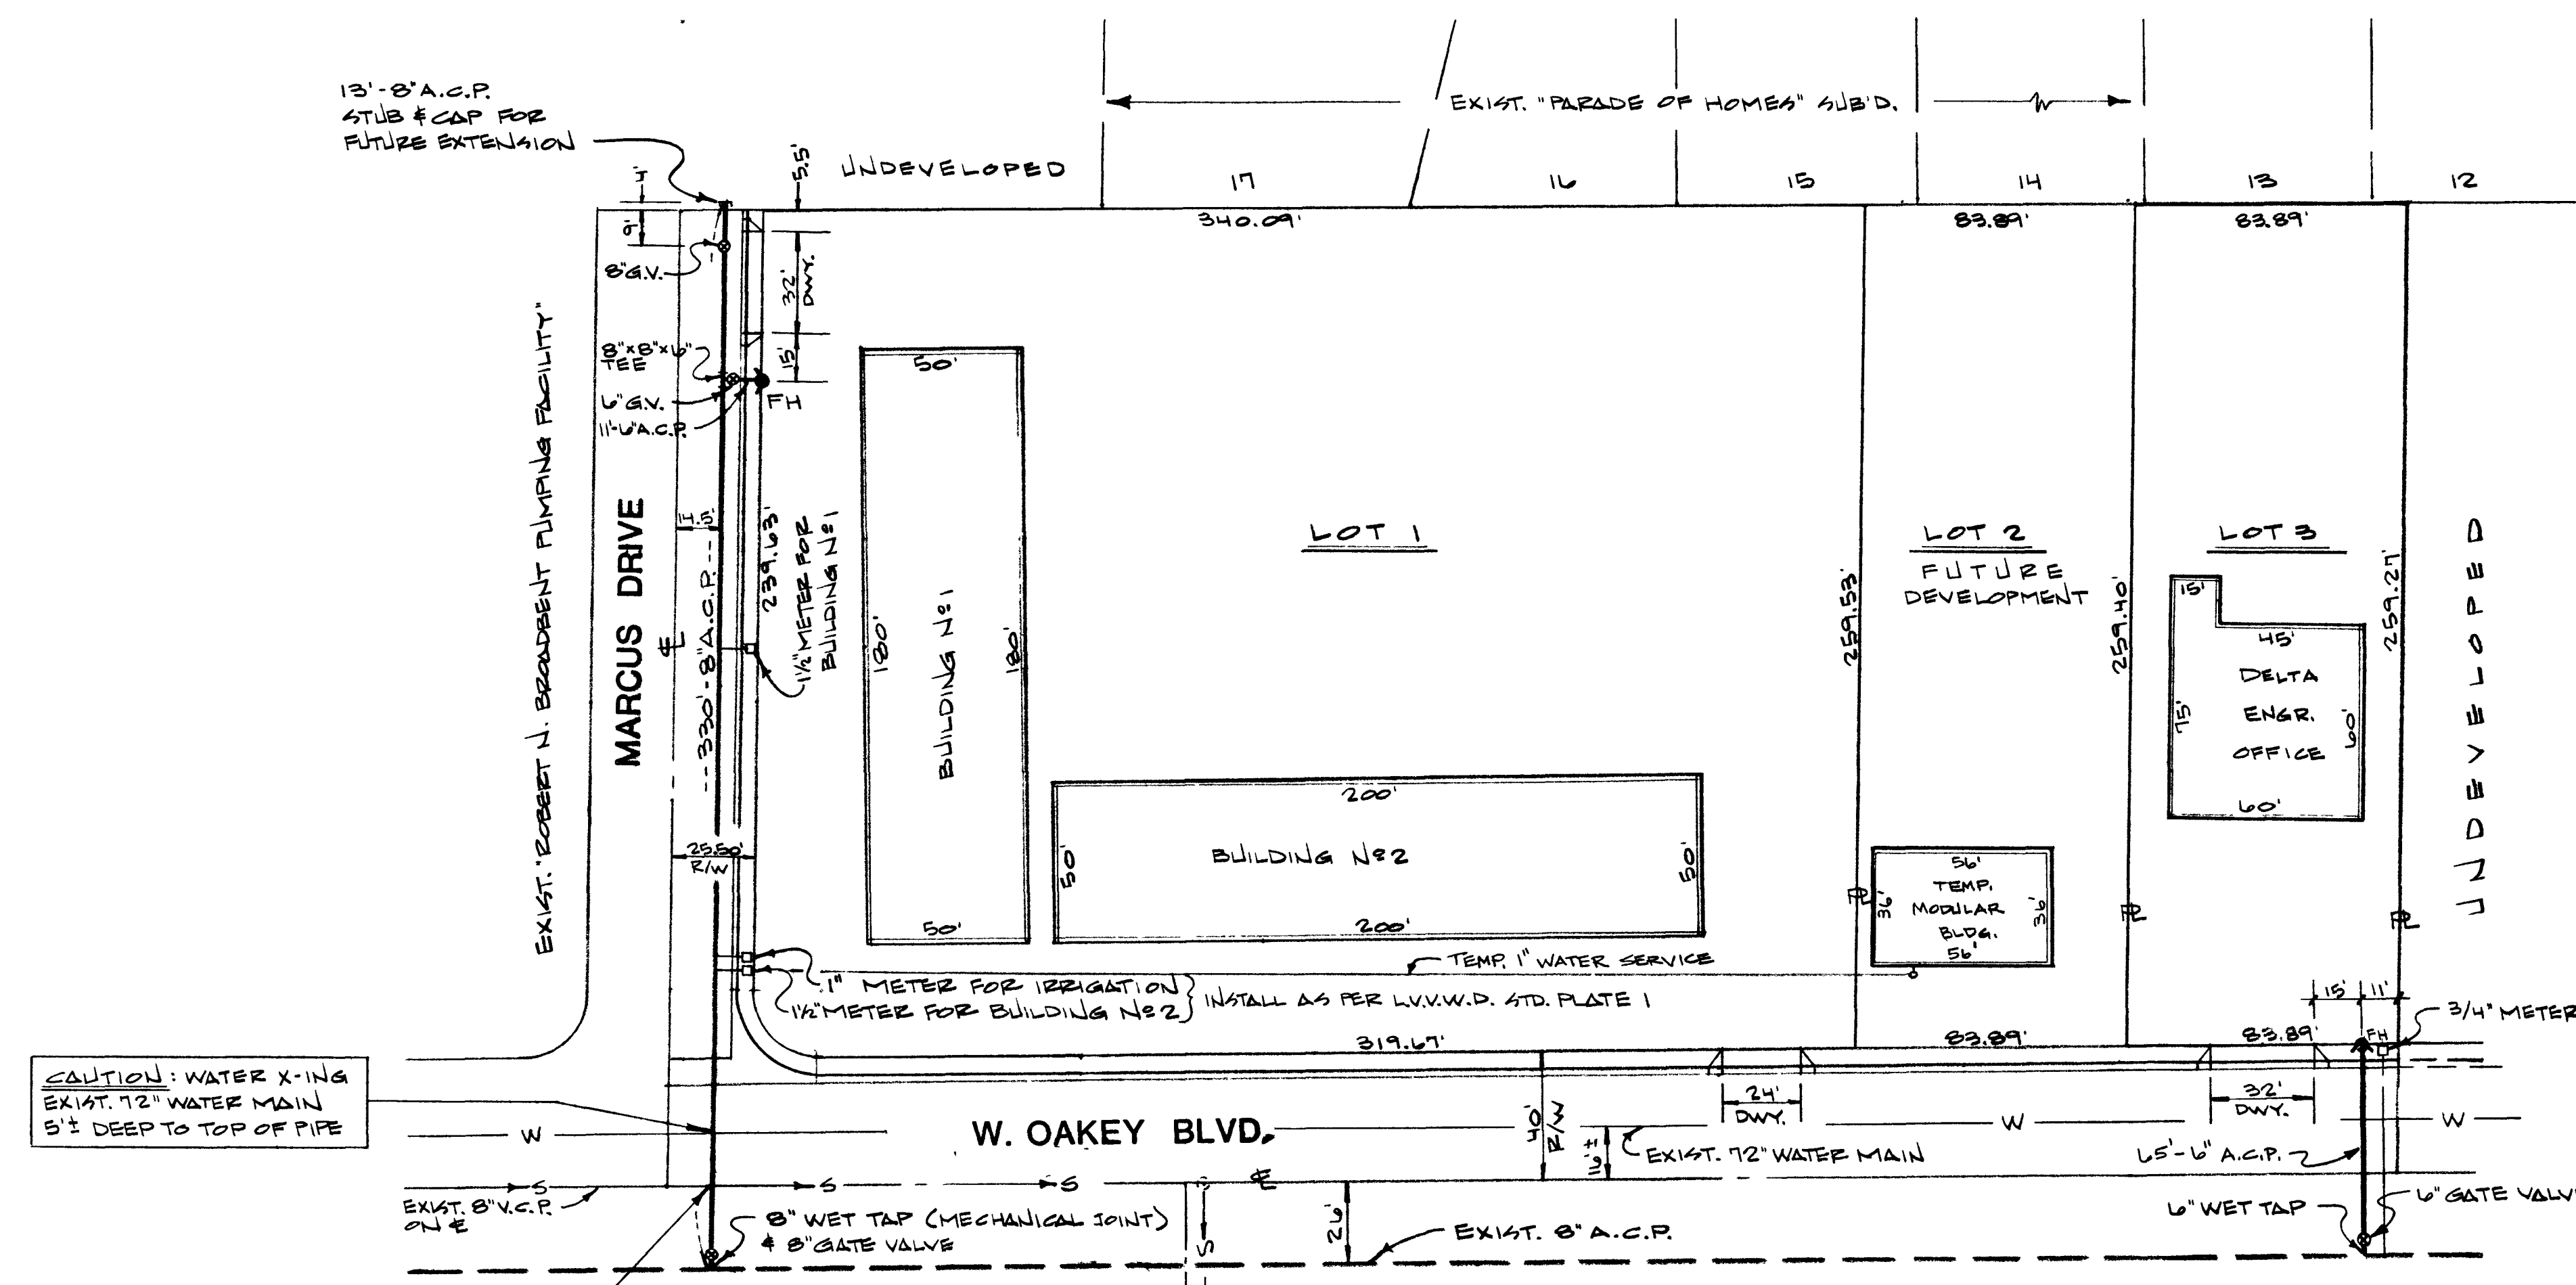 13'-8" A.C.P.
STUB & CAP FOR
FUTURE EXTENSION
EXIST. "PARADE OF HOMES" SUB'D.
UNDEVELOPED
17
16
15
14
13
12
4'
9'
5.5'
340.09'
83.89'
83.89'
8" G.V.
32'
DWY.
15'
8"x8"x6"
TEE
6" G.V.
11'-6" A.C.P.
FH
EXIST. "ROBERT N. BROADBENT PUMPING FACILITY"
MARCUS DRIVE
14.5'
330'-8" A.C.P.
239.63'
1½" METER FOR
BUILDING Nº1
℄
25.50'
R/W
50'
180'
BUILDING Nº1
180'
50'
LOT 1
200'
50'
BUILDING Nº2
50'
200'
259.53'
LOT 2
FUTURE
DEVELOPMENT
259.40'
LOT 3
15'
45'
DELTA
ENGR.
OFFICE
75'
60'
60'
259.27'
UNDEVELOPED
56'
TEMP.
MODULAR
BLDG.
56'
36'
36'
℄
℄
℄
TEMP. 1" WATER SERVICE
1" METER FOR IRRIGATION
1½" METER FOR BUILDING Nº2
INSTALL AS PER L.V.V.W.D. STD. PLATE 1
319.67'
83.89'
83.89'
15'
11'
FH
3/4" METER
CAUTION: WATER X-ING
EXIST. 72" WATER MAIN
5'± DEEP TO TOP OF PIPE
W
W. OAKEY BLVD.
40'
R/W
16'±
EXIST. 72" WATER MAIN
24'
DWY.
W
32'
DWY.
W
65'-6" A.C.P.
S
S
S
℄
EXIST. 8" V.C.P.
ON ℄
8" WET TAP (MECHANICAL JOINT)
& 8" GATE VALVE
S
26'
EXIST. 8" A.C.P.
6" WET TAP
6" GATE VALV